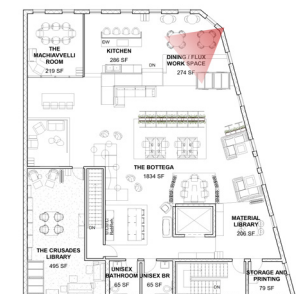 DW
KITCHEN
286 SF
DN
DINING / FLUX
WORK SPACE
274 SF
THE
MACHIAVVELLI
ROOM
219 SF
THE BOTTEGA
1834 SF
MATERIAL
LIBRARY
206 SF
DN
THE CRUSADES
LIBRARY
495 SF
UNISEX
BATHROOM
65 SF
UNISEX BR
65 SF
STORAGE AND
PRINTING
79 SF